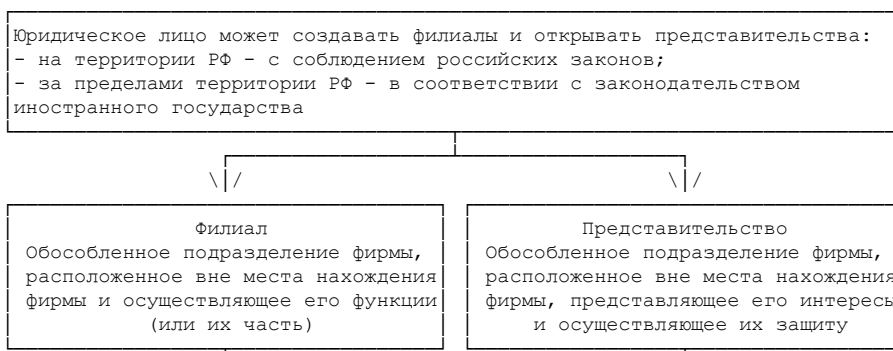 Юридическое лицо может создавать филиалы и открывать представительства:
- на территории РФ - с соблюдением российских законов;
- за пределами территории РФ - в соответствии с законодательством
иностранного государства
Филиал
Обособленное подразделение фирмы,
расположенное вне места нахождения
фирмы и осуществляющее его функции
(или их часть)
Представительство
Обособленное подразделение фирмы,
расположенное вне места нахождения
фирмы, представляющее его интересы
и осуществляющее их защиту